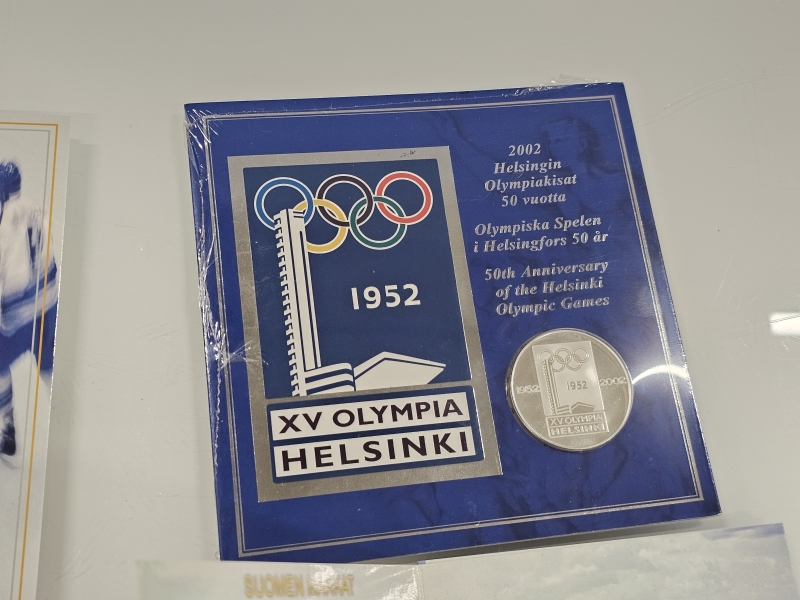 1952
XV OLYMPIA
HELSINKI
2002
Helsingin
Olympiakisat
50 vuotta
Olympiska Spelen
i Helsingfors 50 år
50th Anniversary
of the Helsinki
Olympic Games
1952
1952
2002
XV OLYMPIA
HELSINKI
SUOMEN